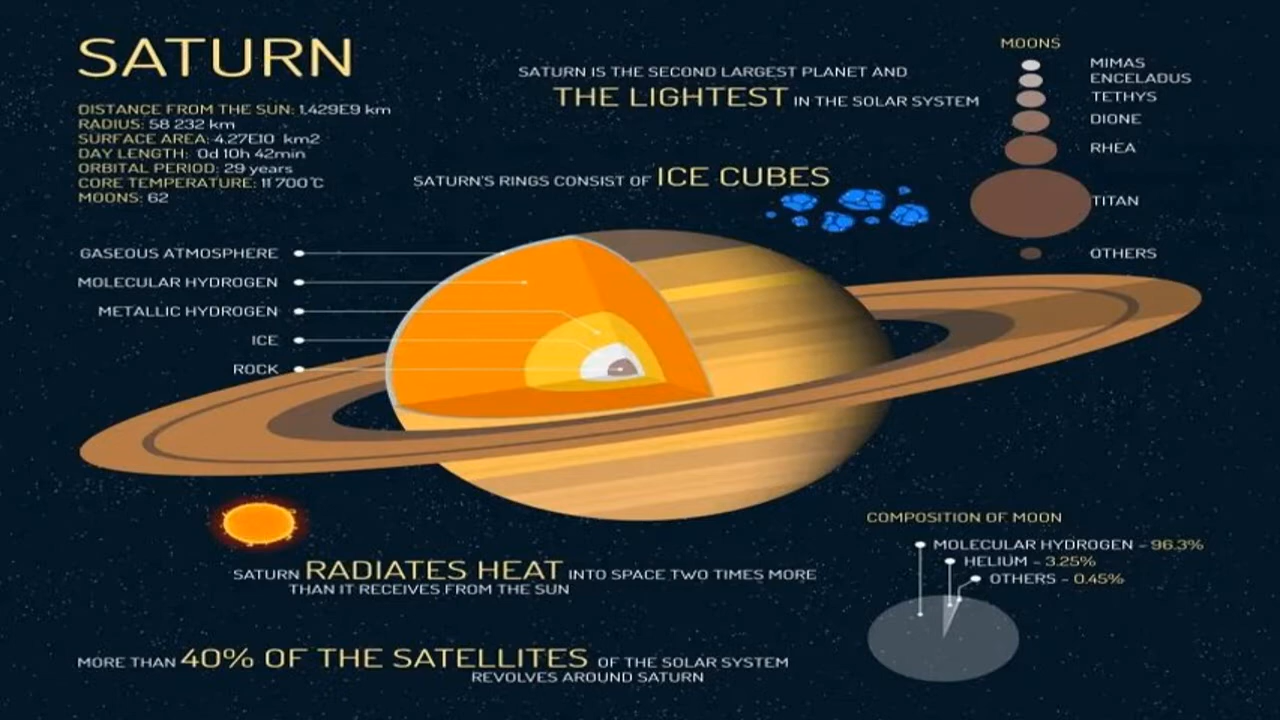 SATURN
DISTANCE FROM THE SUN: 1,429E9 km
RADIUS: 58 232 km
SURFACE AREA: 4.27E10 km2
DAY LENGTH: 0d 10h 42min
ORBITAL PERIOD: 29 years
CORE TEMPERATURE: 11 700°C
MOONS: 62
SATURN IS THE SECOND LARGEST PLANET AND
THE LIGHTEST IN THE SOLAR SYSTEM
SATURN'S RINGS CONSIST OF ICE CUBES
MOONS
MIMAS
ENCELADUS
TETHYS
DIONE
RHEA
TITAN
OTHERS
GASEOUS ATMOSPHERE
MOLECULAR HYDROGEN
METALLIC HYDROGEN
ICE
ROCK
SATURN RADIATES HEAT INTO SPACE TWO TIMES MORE
THAN IT RECEIVES FROM THE SUN
MORE THAN 40% OF THE SATELLITES OF THE SOLAR SYSTEM
REVOLVES AROUND SATURN
COMPOSITION OF MOON
MOLECULAR HYDROGEN - 96.3%
HELIUM - 3.25%
OTHERS - 0.45%